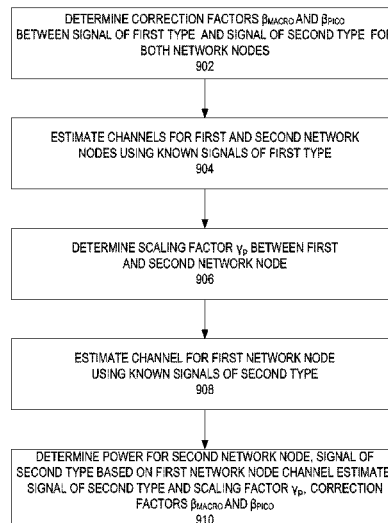 DETERMINE CORRECTION FACTORS βMACRO AND βPICO
BETWEEN SIGNAL OF FIRST TYPE AND SIGNAL OF SECOND TYPE FOR
BOTH NETWORK NODES
902
ESTIMATE CHANNELS FOR FIRST AND SECOND NETWORK
NODES USING KNOWN SIGNALS OF FIRST TYPE
904
DETERMINE SCALING FACTOR γp BETWEEN FIRST
AND SECOND NETWORK NODE
906
ESTIMATE CHANNEL FOR FIRST NETWORK NODE
USING KNOWN SIGNALS OF SECOND TYPE
908
DETERMINE POWER FOR SECOND NETWORK NODE, SIGNAL OF
SECOND TYPE BASED ON FIRST NETWORK NODE CHANNEL ESTIMATE
SIGNAL OF SECOND TYPE AND SCALING FACTOR γp, CORRECTION
FACTORS βMACRO AND βPICO
910